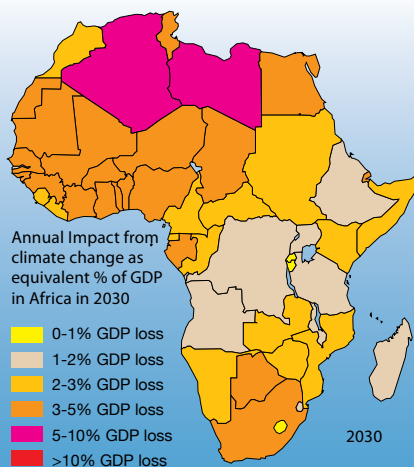 Annual Impact from
climate change as
equivalent % of GDP
in Africa in 2030
0-1% GDP loss
1-2% GDP loss
2-3% GDP loss
3-5% GDP loss
5-10% GDP loss
>10% GDP loss
2030